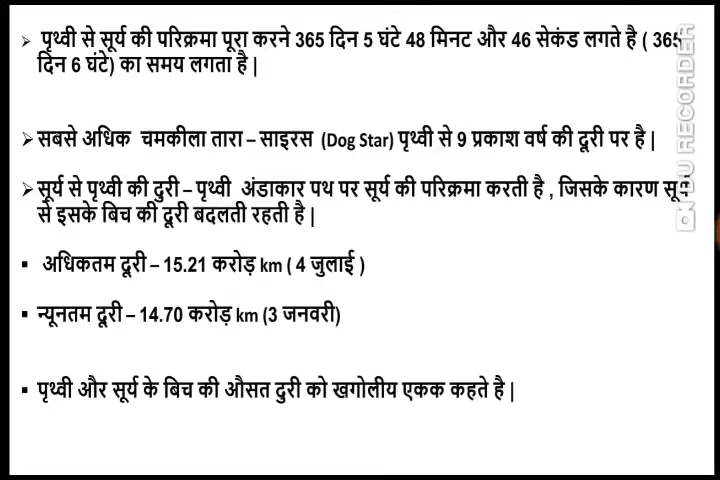 ➢ पृथ्वी से सूर्य की परिक्रमा पूरा करने 365 दिन 5 घंटे 48 मिनट और 46 सेकंड लगते है ( 365
दिन 6 घंटे) का समय लगता है |
➢ सबसे अधिक चमकीला तारा – साइरस (Dog Star) पृथ्वी से 9 प्रकाश वर्ष की दूरी पर है |
➢ सूर्य से पृथ्वी की दुरी – पृथ्वी अंडाकार पथ पर सूर्य की परिक्रमा करती है , जिसके कारण सूर्य
से इसके बिच की दूरी बदलती रहती है |
▪ अधिकतम दूरी – 15.21 करोड़ km ( 4 जुलाई )
▪ न्यूनतम दूरी – 14.70 करोड़ km (3 जनवरी)
▪ पृथ्वी और सूर्य के बिच की औसत दुरी को खगोलीय एकक कहते है |
DU RECORDER